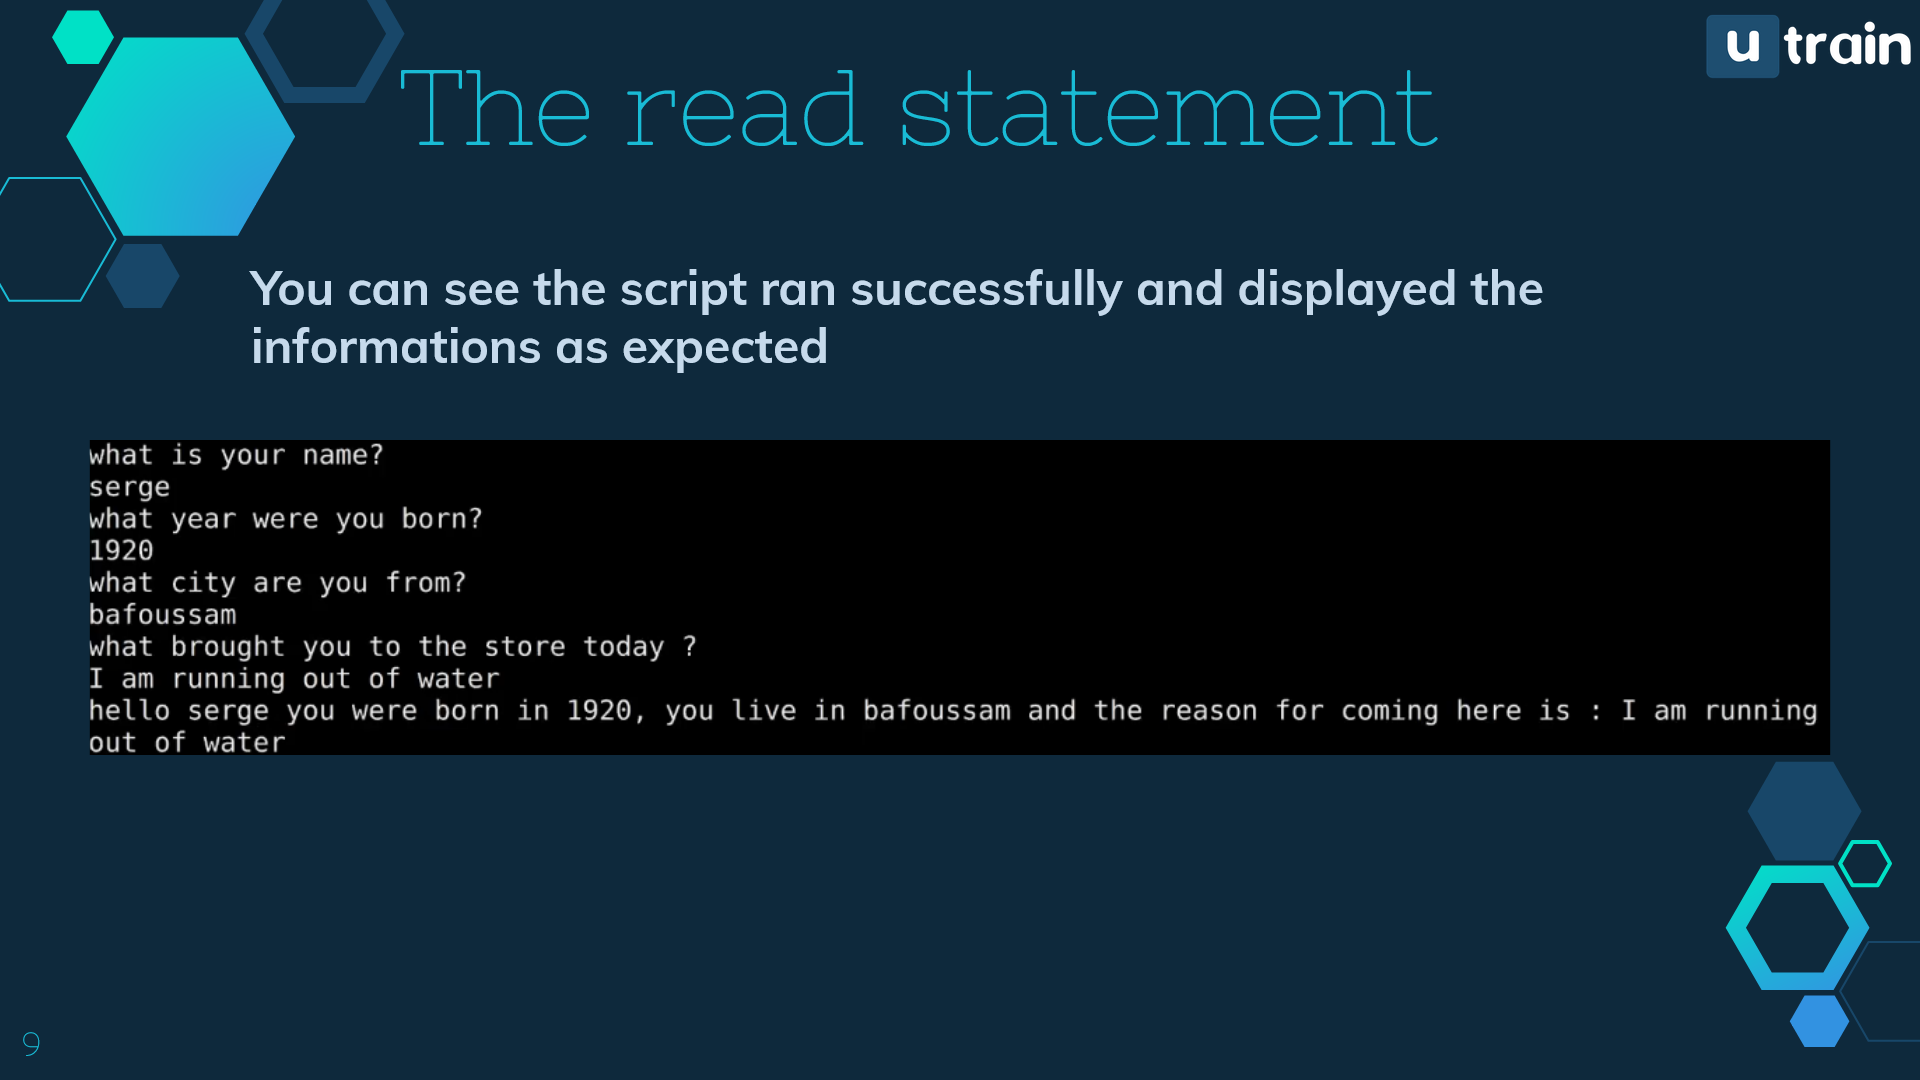 u train
The read statement
You can see the script ran successfully and displayed the
informations as expected
what is your name?
serge
what year were you born?
1920
what city are you from?
bafoussam
what brought you to the store today ?
I am running out of water
hello serge you were born in 1920, you live in bafoussam and the reason for coming here is : I am running
out of water
9